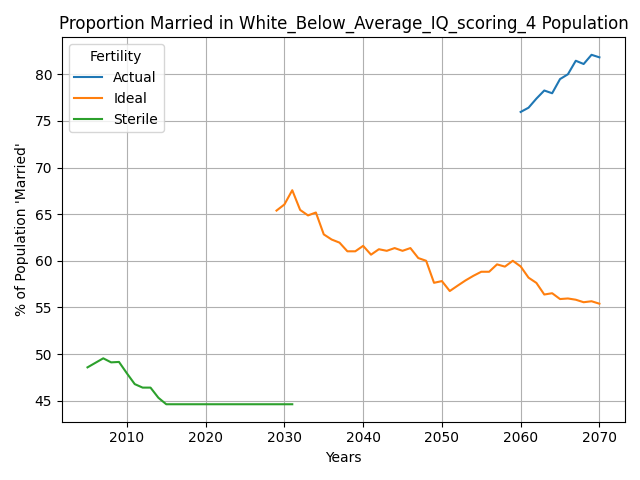 Proportion Married in White_Below_Average_IQ_scoring_4 Population
Fertility
Actual
Ideal
Sterile
% of Population 'Married'
80
75
70
65
60
55
50
45
2010 2020 2030 2040 2050 2060 2070
Years